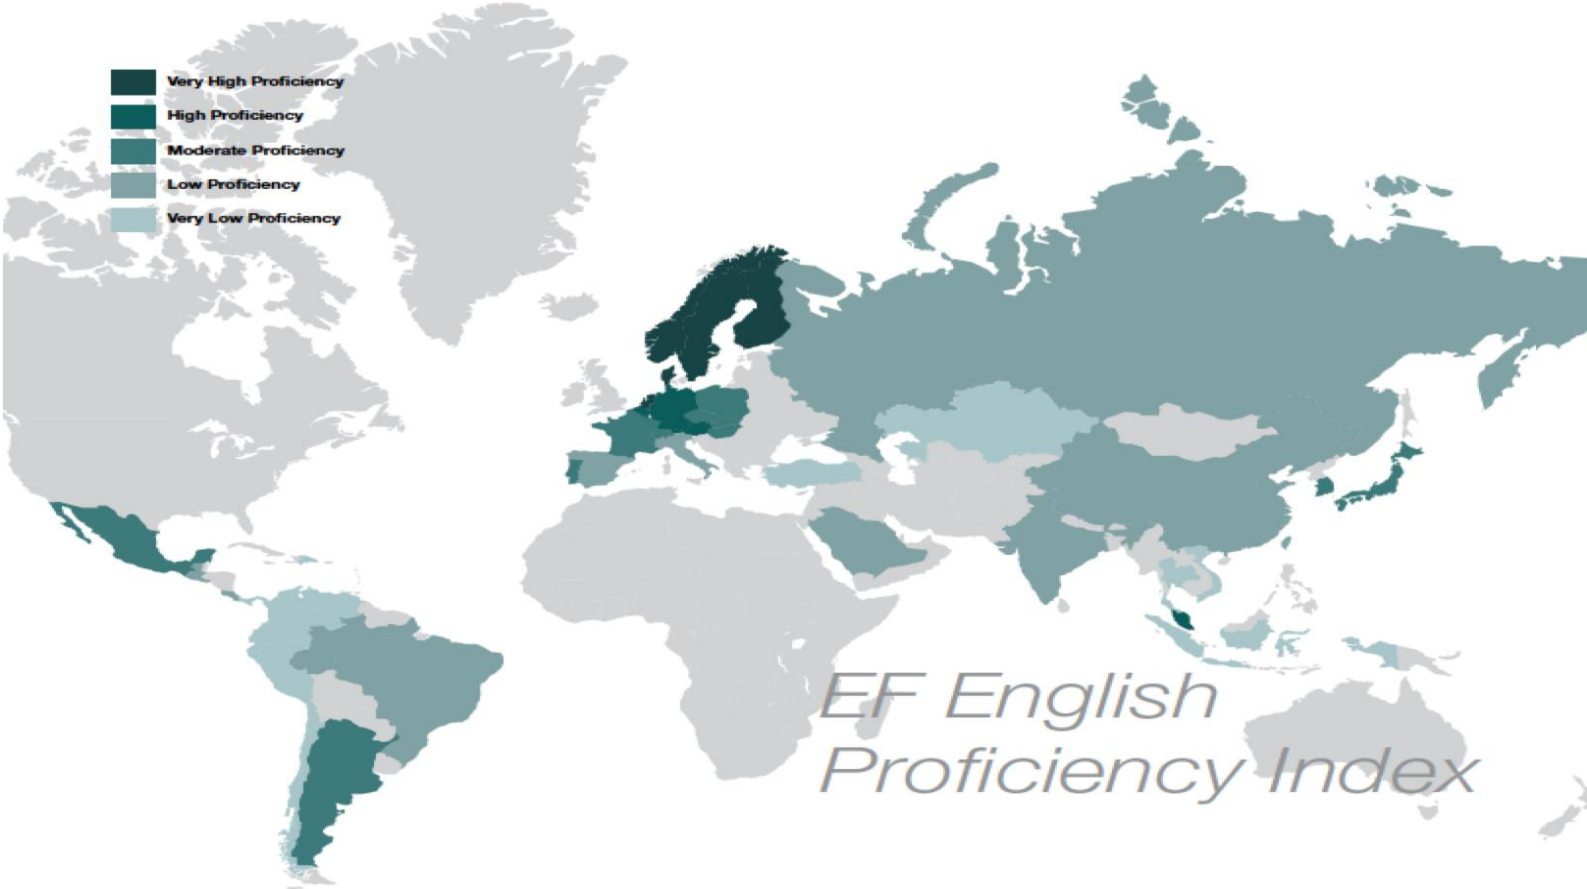 Very High Proficiency
High Proficiency
Moderate Proficiency
Low Proficiency
Very Low Proficiency
EF English
Proficiency Index